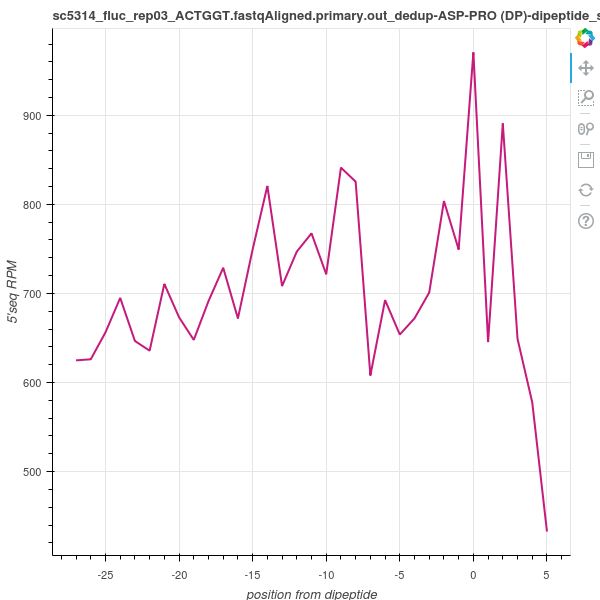 sc5314_fluc_rep03_ACTGGT.fastqAligned.primary.out_dedup-ASP-PRO (DP)-dipeptide_s
900
800
700
600
500
5'seq RPM
-25 -20 -15 -10 -5 0 5
position from dipeptide